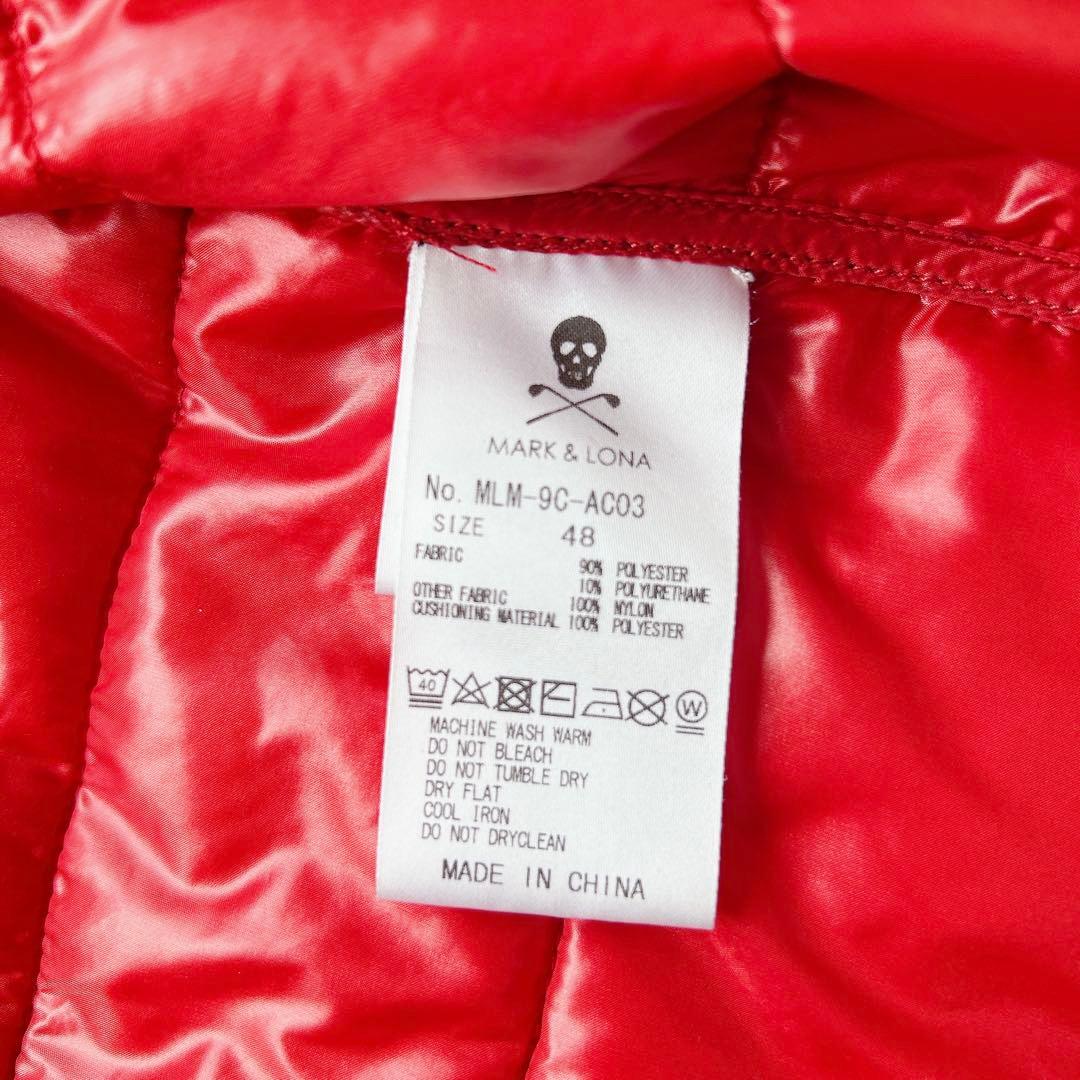 MARK & LONA
No. MLM-9C-AC03
SIZE 48
FABRIC 90% POLYESTER
10% POLYURETHANE
OTHER FABRIC 100% NYLON
CUSHIONING MATERIAL 100% POLYESTER
40 W
MACHINE WASH WARM
DO NOT BLEACH
DO NOT TUMBLE DRY
DRY FLAT
COOL IRON
DO NOT DRYCLEAN
MADE IN CHINA